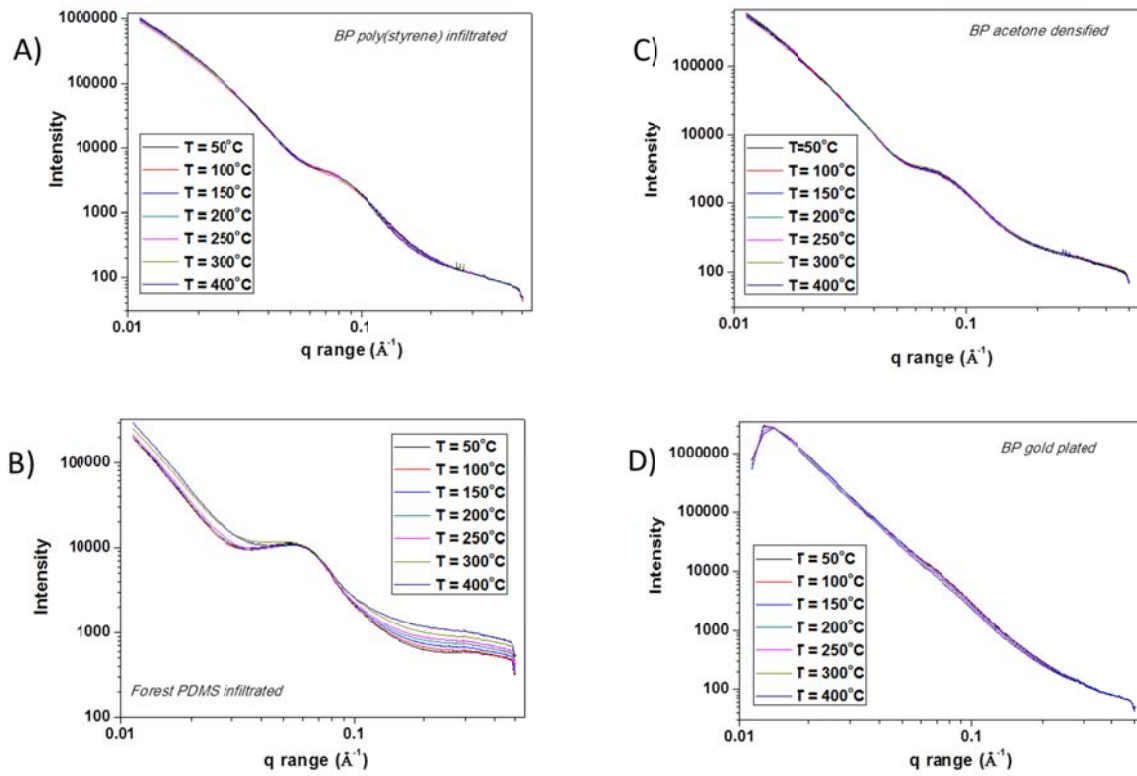 A)
BP poly(styrene) infiltrated
1000000
100000
10000
1000
100
Intensity
T = 50°C
T = 100°C
T = 150°C
T = 200°C
T = 250°C
T = 300°C
T = 400°C
0.01
0.1
q range (Å⁻¹)
C)
BP acetone densified
100000
10000
1000
100
Intensity
T=50°C
T = 100°C
T = 150°C
T = 200°C
T = 250°C
T = 300°C
T = 400°C
0.01
0.1
q range (Å⁻¹)
B)
100000
10000
1000
100
Intensity
T = 50°C
T = 100°C
T = 150°C
T = 200°C
T = 250°C
T = 300°C
T = 400°C
Forest PDMS infiltrated
0.01
0.1
q range (Å⁻¹)
D)
BP gold plated
1000000
100000
10000
1000
100
Intensity
T = 50°C
T = 100°C
T = 150°C
T = 200°C
T = 250°C
T = 300°C
T = 400°C
0.01
0.1
q range (Å⁻¹)